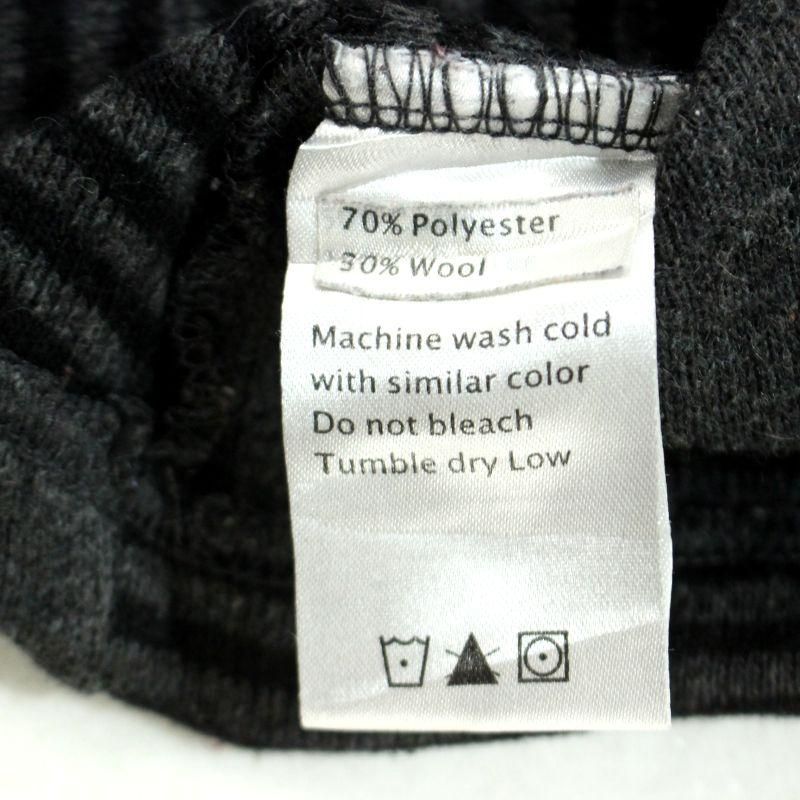 70% Polyester
30% Wool
Machine wash cold
with similar color
Do not bleach
Tumble dry Low